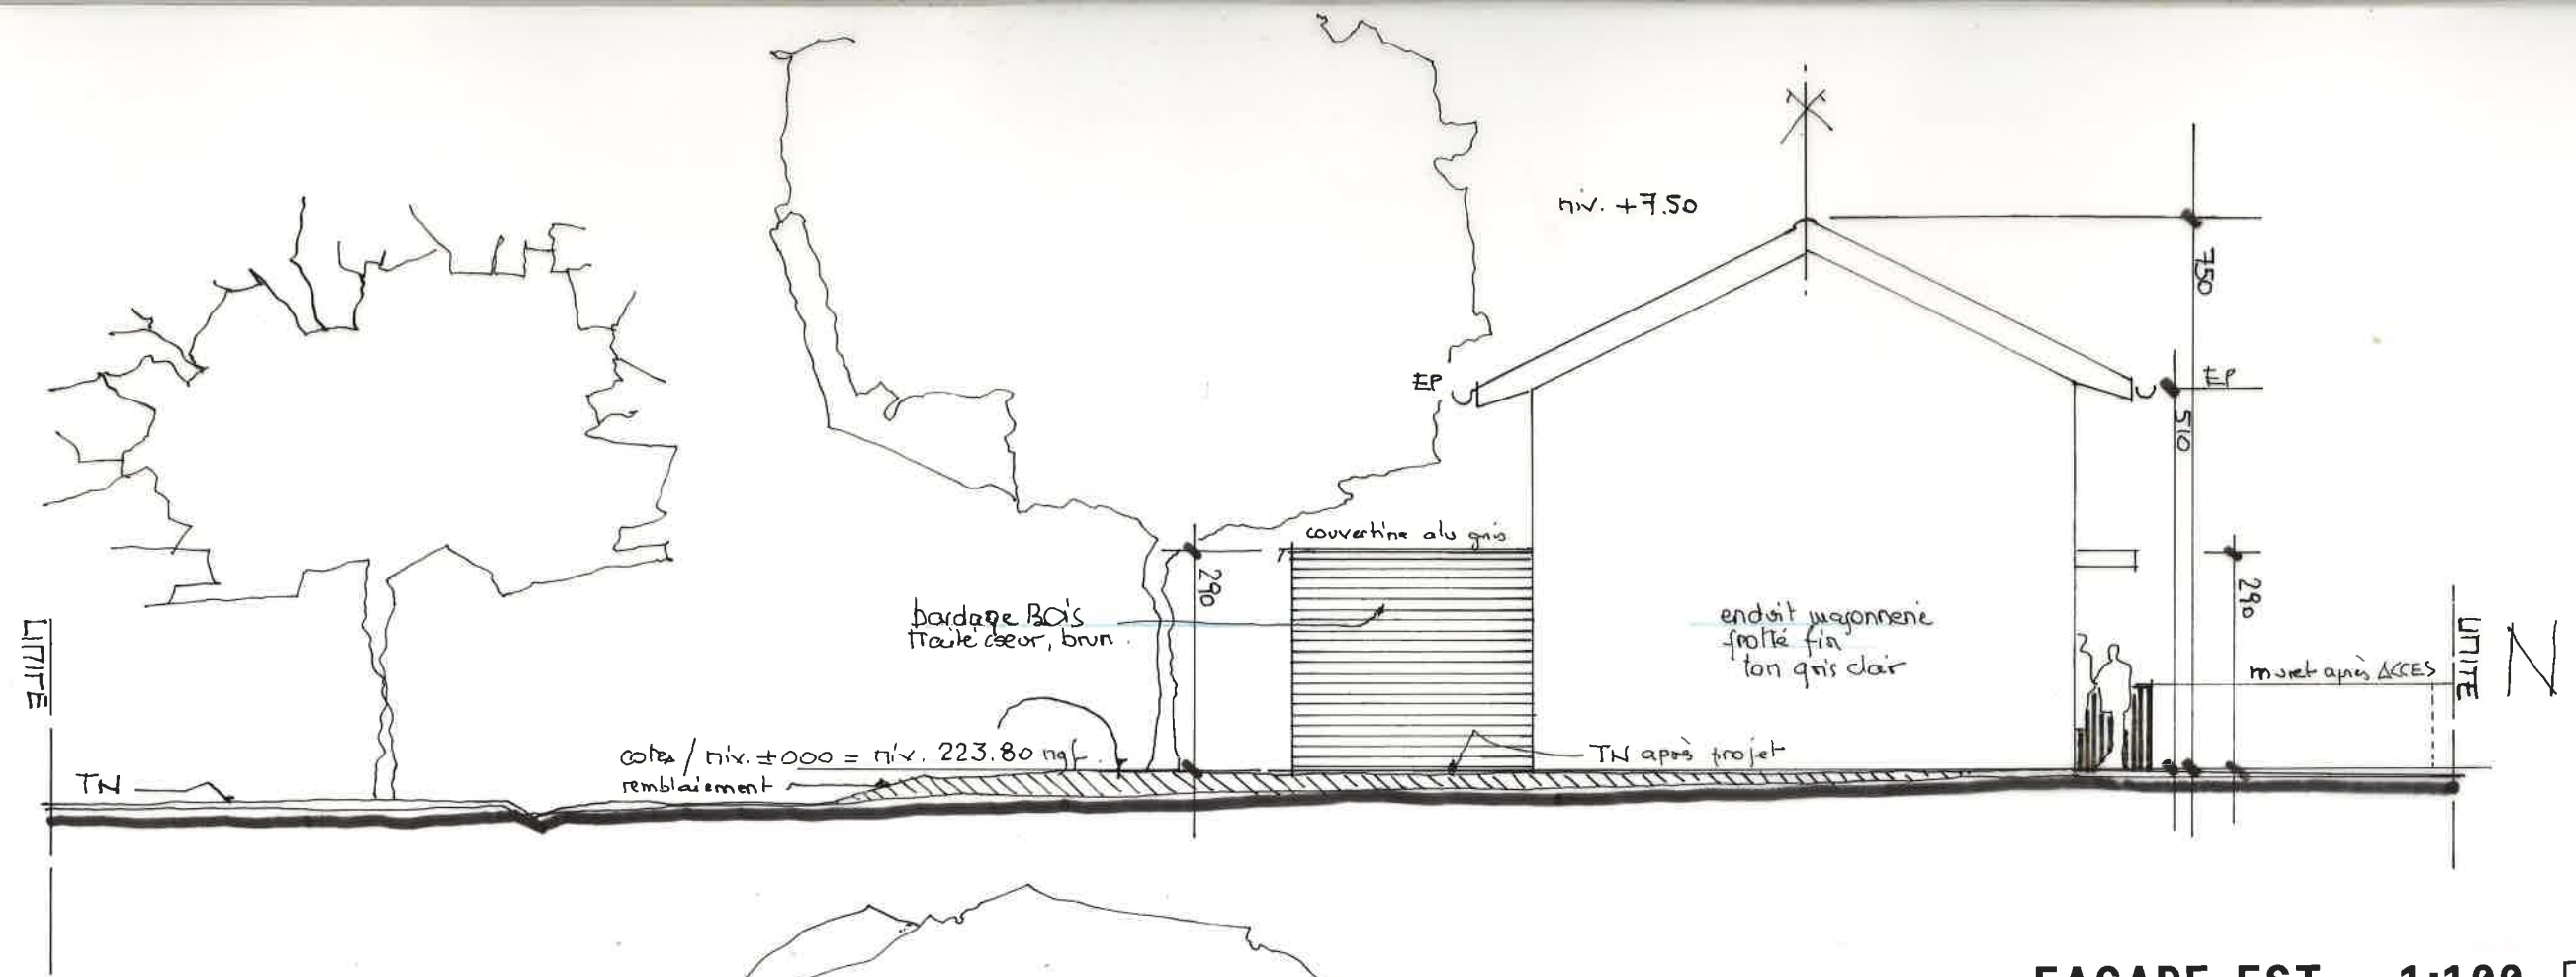 niv. +7.50
750
EP
EP
510
couvertine alu gris
290
290
bardage BOIS
traité cœur, brun.
enduit maçonnerie
frotté fin
ton gris clair
LIMITE
LIMITE
N
muret après ACCES
cotes / niv. ±000 = niv. 223.80 ngf.
TN après projet
TN
remblaiement
FACADE EST 1:100